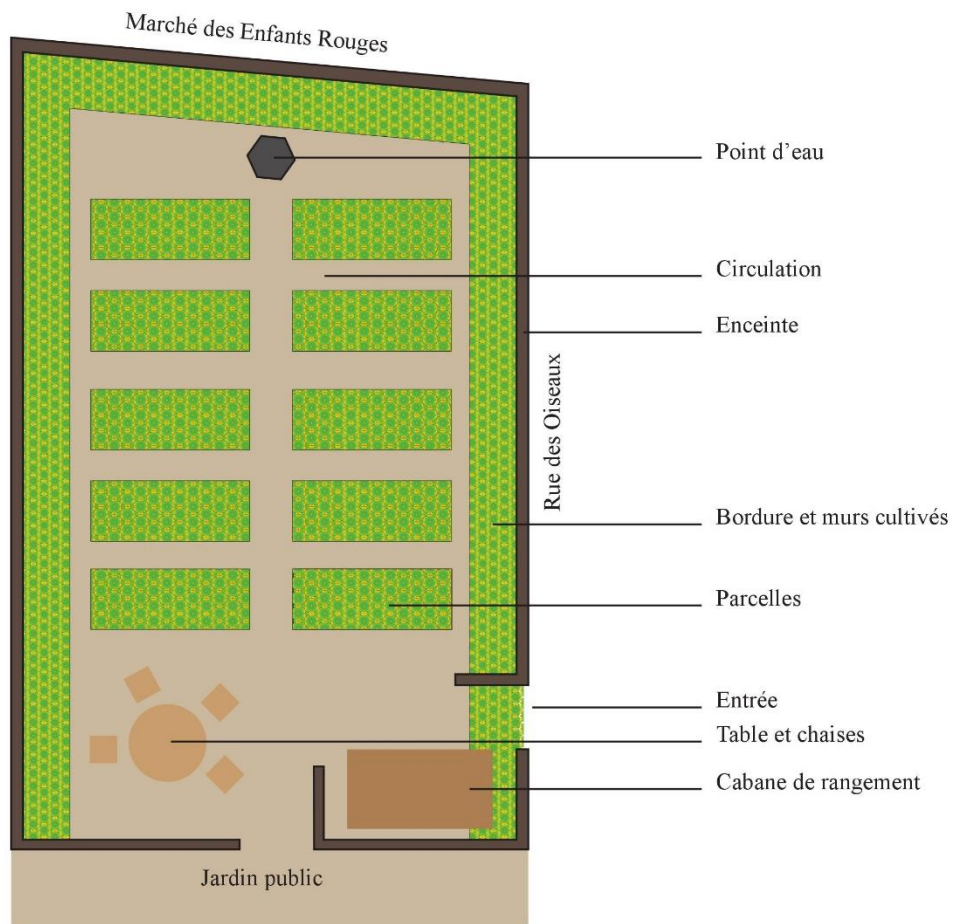 Marché des Enfants Rouges
Point d’eau
Circulation
Enceinte
Rue des Oiseaux
Bordure et murs cultivés
Parcelles
Entrée
Table et chaises
Cabane de rangement
Jardin public